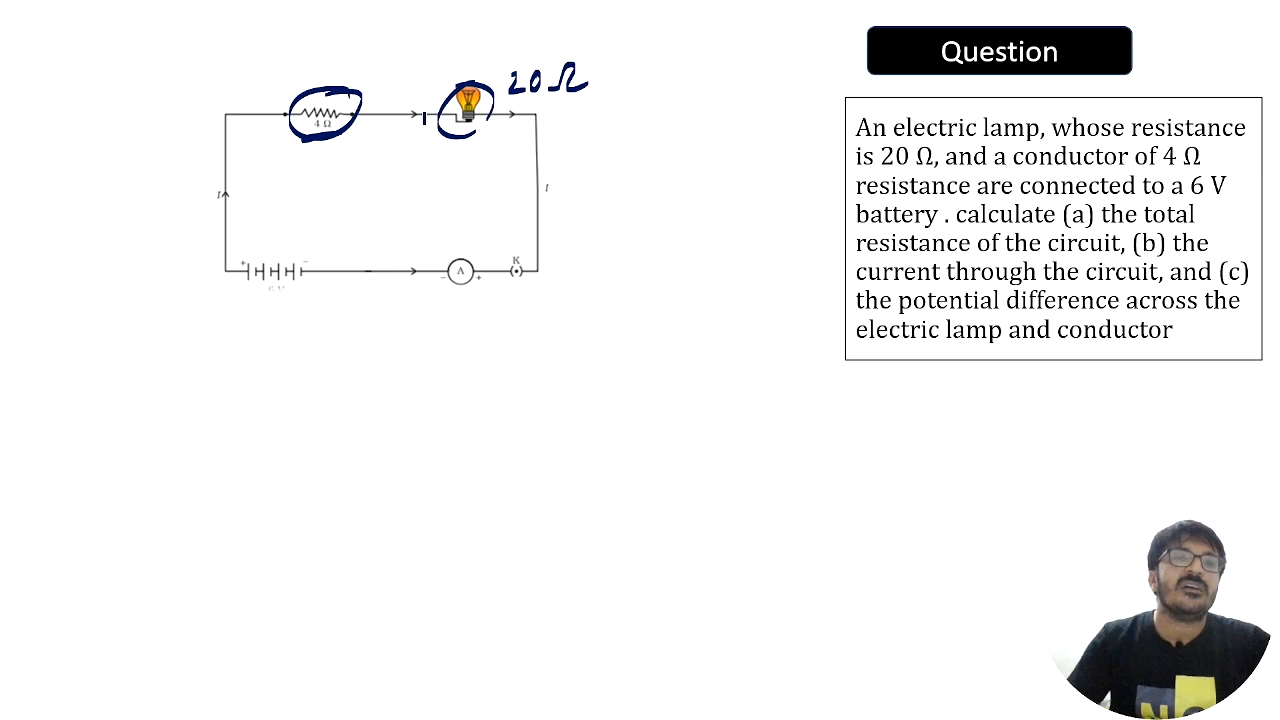 Question
20 Ω
4 Ω
I
I
K
+
-
A
-
+
6 V
An electric lamp, whose resistance
is 20 Ω, and a conductor of 4 Ω
resistance are connected to a 6 V
battery . calculate (a) the total
resistance of the circuit, (b) the
current through the circuit, and (c)
the potential difference across the
electric lamp and conductor